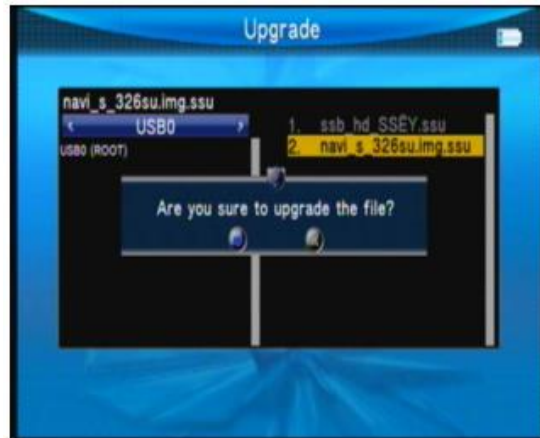 Upgrade
navi_s_326su.img.ssu
USB0
USB0 (ROOT)
1. ssb_hd_SSEY.ssu
2. navi_s_326su.img.ssu
Are you sure to upgrade the file?